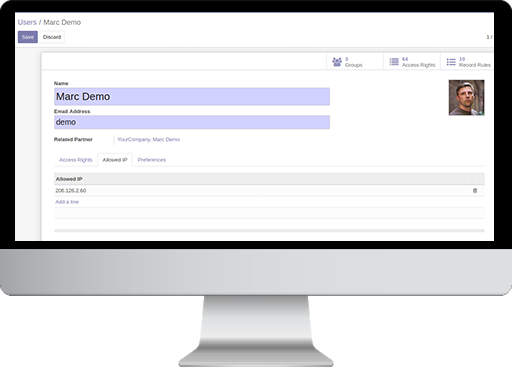 Users / Marc Demo
Save Discard
1 /
3 Groups
44 Access Rights
10 Record Rules
Name
Marc Demo
Email Address
demo
Related Partner YourCompany, Marc Demo
Access Rights Allowed IP Preferences
Allowed IP
206.126.2.60
Add a line